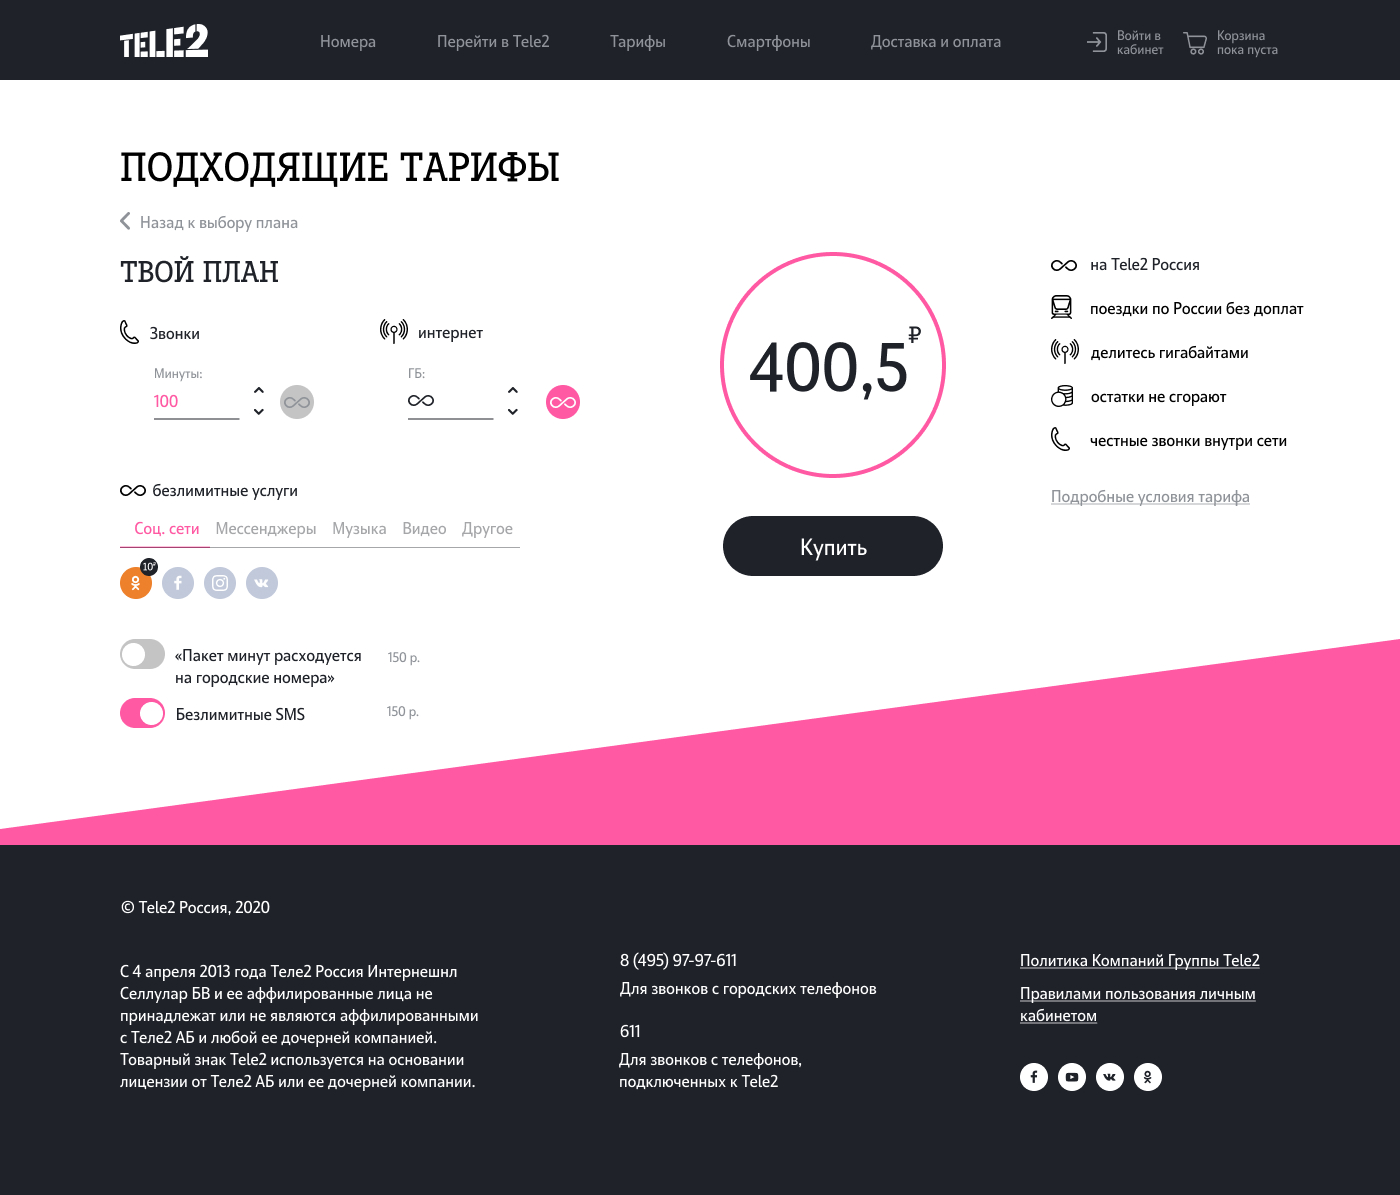 TELE2
Номера
Перейти в Tele2
Тарифы
Смартфоны
Доставка и оплата
Войти в
кабинет
Корзина
пока пуста
ПОДХОДЯЩИЕ ТАРИФЫ
Назад к выбору плана
ТВОЙ ПЛАН
Звонки
интернет
Минуты:
100
ГБ:
безлимитные услуги
Соц. сети
Мессенджеры
Музыка
Видео
Другое
10₽
«Пакет минут расходуется
на городские номера»
150 р.
Безлимитные SMS
150 р.
400,5₽
Купить
на Tele2 Россия
поездки по России без доплат
делитесь гигабайтами
остатки не сгорают
честные звонки внутри сети
Подробные условия тарифа
© Tele2 Россия, 2020
С 4 апреля 2013 года Теле2 Россия Интернешнл
Селлулар БВ и ее аффилированные лица не
принадлежат или не являются аффилированными
с Теле2 АБ и любой ее дочерней компанией.
Товарный знак Tele2 используется на основании
лицензии от Теле2 АБ или ее дочерней компании.
8 (495) 97-97-611
Для звонков с городских телефонов
611
Для звонков с телефонов,
подключенных к Tele2
Политика Компаний Группы Tele2
Правилами пользования личным
кабинетом